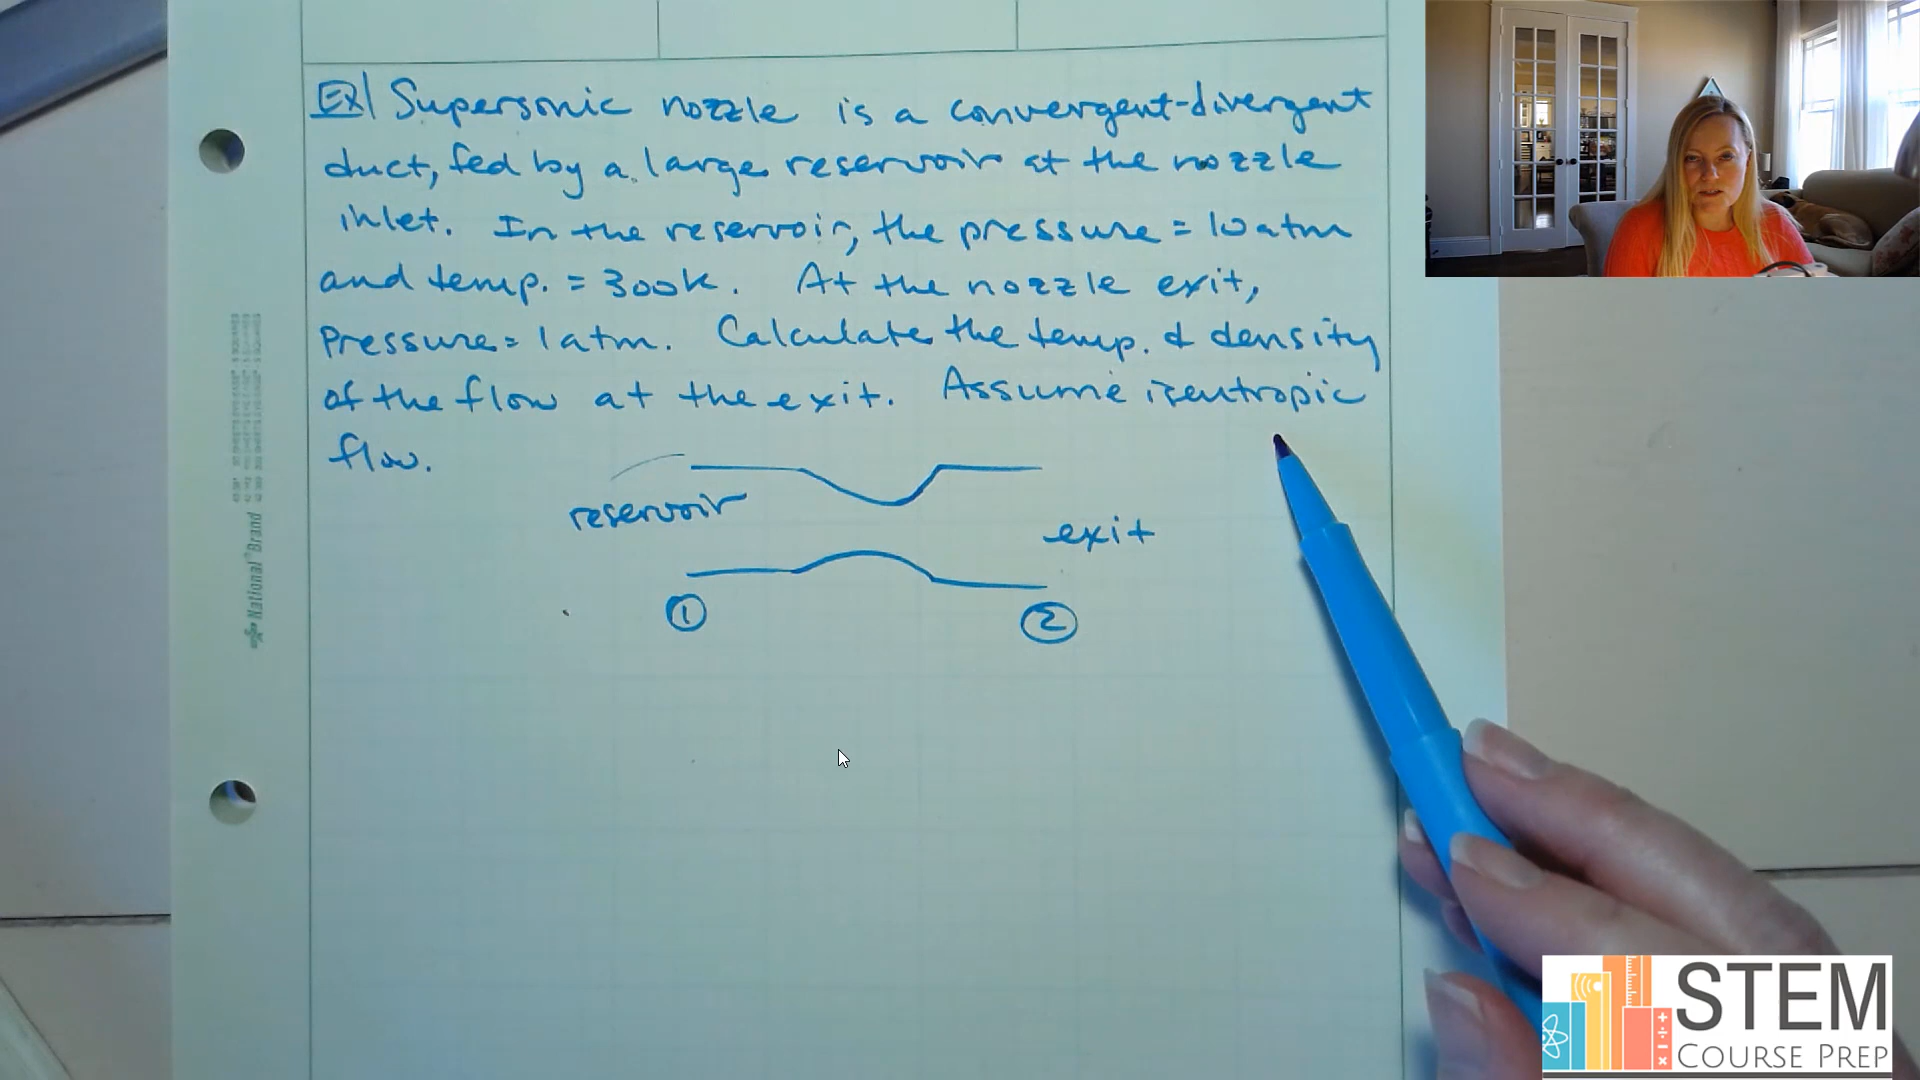 Ex| Supersonic nozzle is a convergent-divergent
duct, fed by a large reservoir at the nozzle
inlet. In the reservoir, the pressure = 10 atm
and temp. = 300K. At the nozzle exit,
pressure = 1 atm. Calculate the temp. & density
of the flow at the exit. Assume isentropic
flow.
reservoir
exit
1
2
National Brand
STEM
COURSE PREP